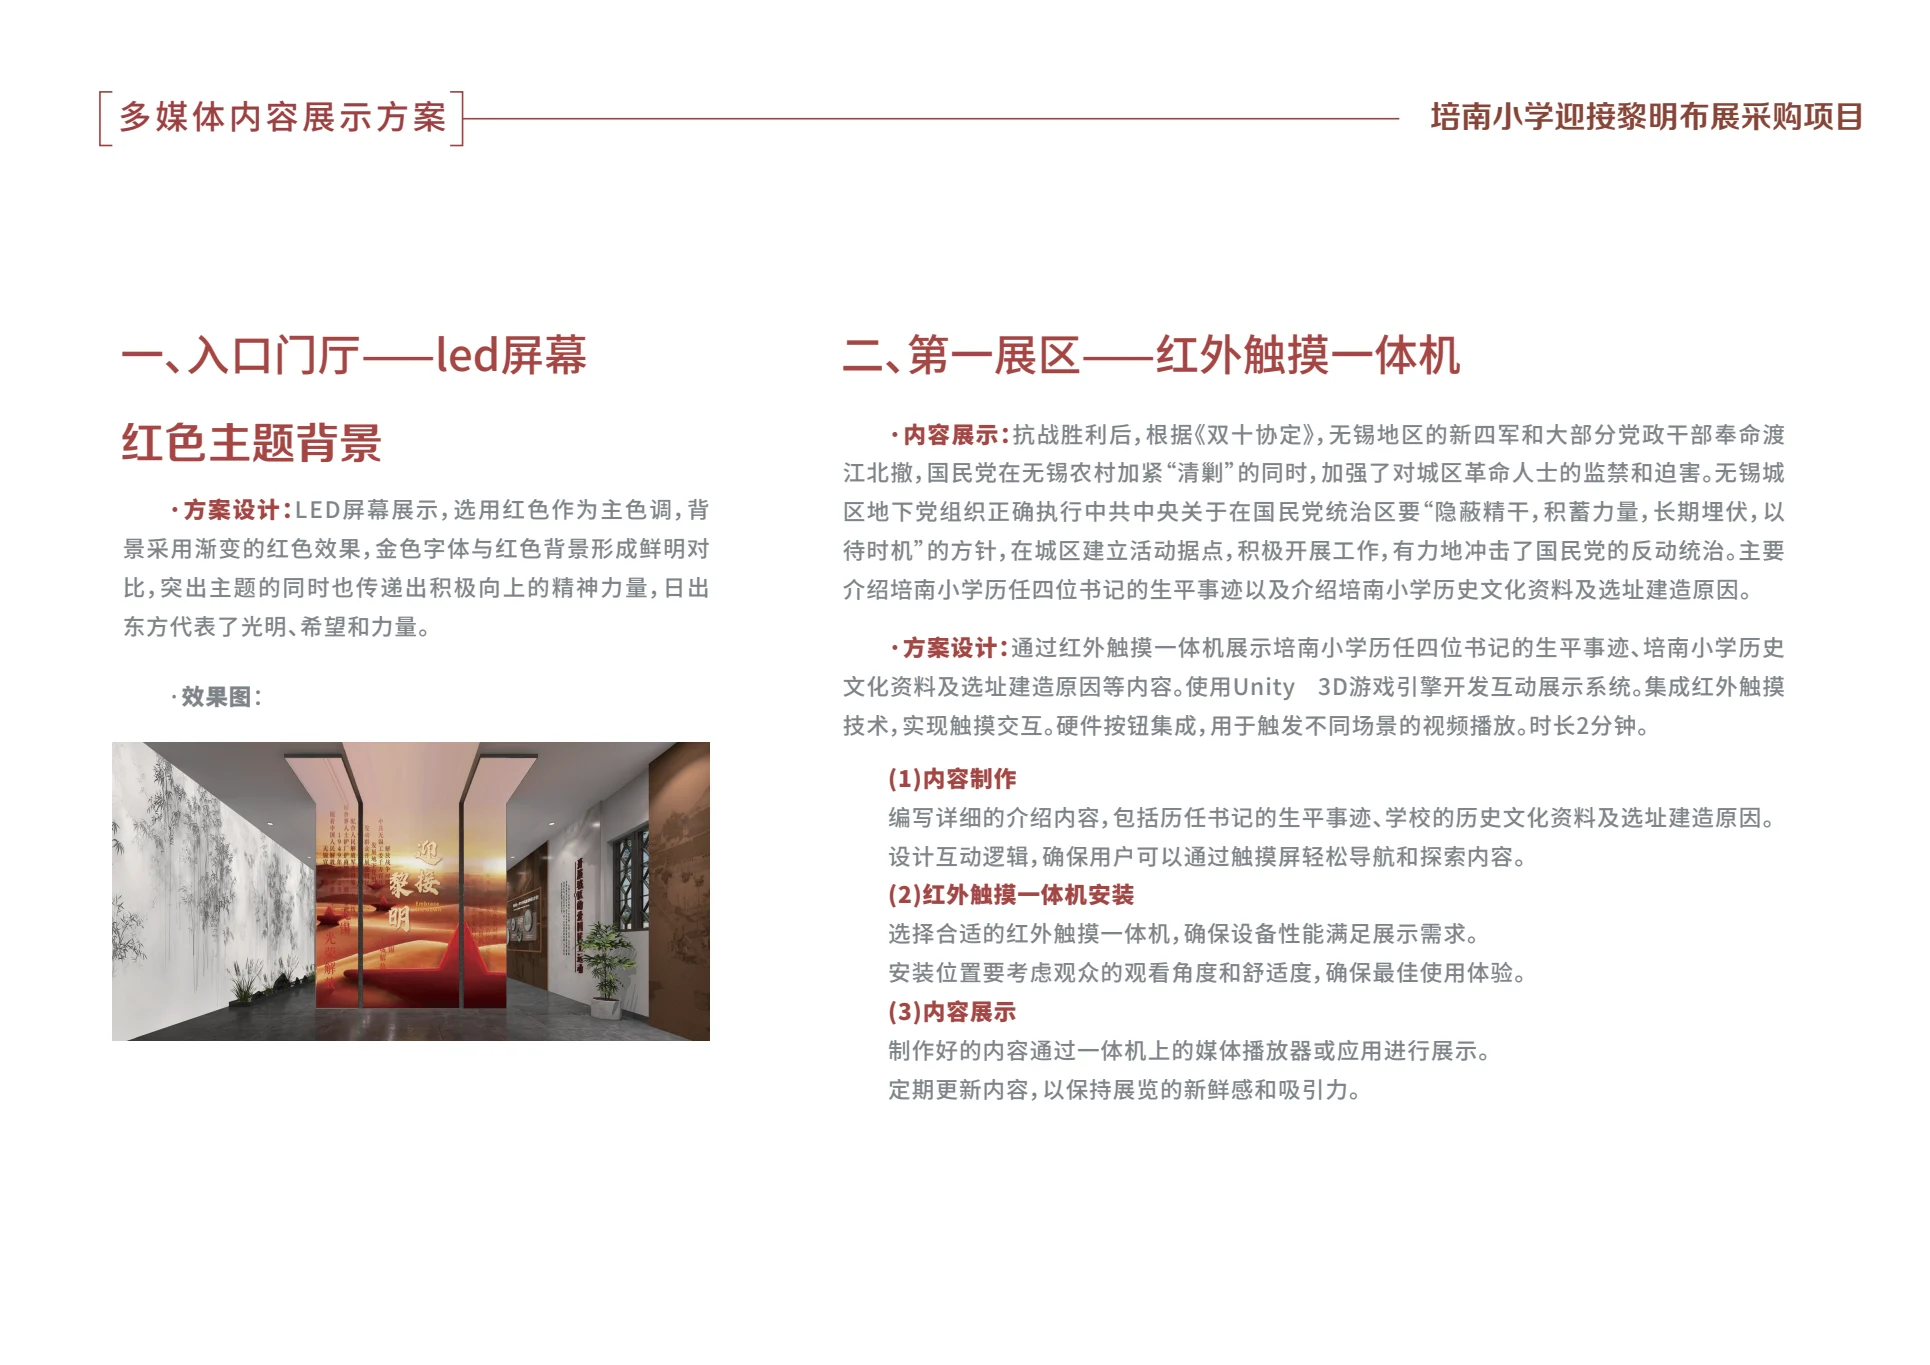 多媒体内容展示方案
培南小学迎接黎明布展采购项目
一、入口门厅——led屏幕
红色主题背景
·方案设计：LED屏幕展示，选用红色作为主色调，背
景采用渐变的红色效果，金色字体与红色背景形成鲜明对
比，突出主题的同时也传递出积极向上的精神力量，日出
东方代表了光明、希望和力量。
·效果图：
迎接
黎明
Embrace
二、第一展区——红外触摸一体机
·内容展示：抗战胜利后，根据《双十协定》，无锡地区的新四军和大部分党政干部奉命渡
江北撤，国民党在无锡农村加紧“清剿”的同时，加强了对城区革命人士的监禁和迫害。无锡城
区地下党组织正确执行中共中央关于在国民党统治区要“隐蔽精干，积蓄力量，长期埋伏，以
待时机”的方针，在城区建立活动据点，积极开展工作，有力地冲击了国民党的反动统治。主要
介绍培南小学历任四位书记的生平事迹以及介绍培南小学历史文化资料及选址建造原因。
·方案设计：通过红外触摸一体机展示培南小学历任四位书记的生平事迹、培南小学历史
文化资料及选址建造原因等内容。使用Unity 3D游戏引擎开发互动展示系统。集成红外触摸
技术，实现触摸交互。硬件按钮集成，用于触发不同场景的视频播放。时长2分钟。
(1)内容制作
编写详细的介绍内容，包括历任书记的生平事迹、学校的历史文化资料及选址建造原因。
设计互动逻辑，确保用户可以通过触摸屏轻松导航和探索内容。
(2)红外触摸一体机安装
选择合适的红外触摸一体机，确保设备性能满足展示需求。
安装位置要考虑观众的观看角度和舒适度，确保最佳使用体验。
(3)内容展示
制作好的内容通过一体机上的媒体播放器或应用进行展示。
定期更新内容，以保持展览的新鲜感和吸引力。